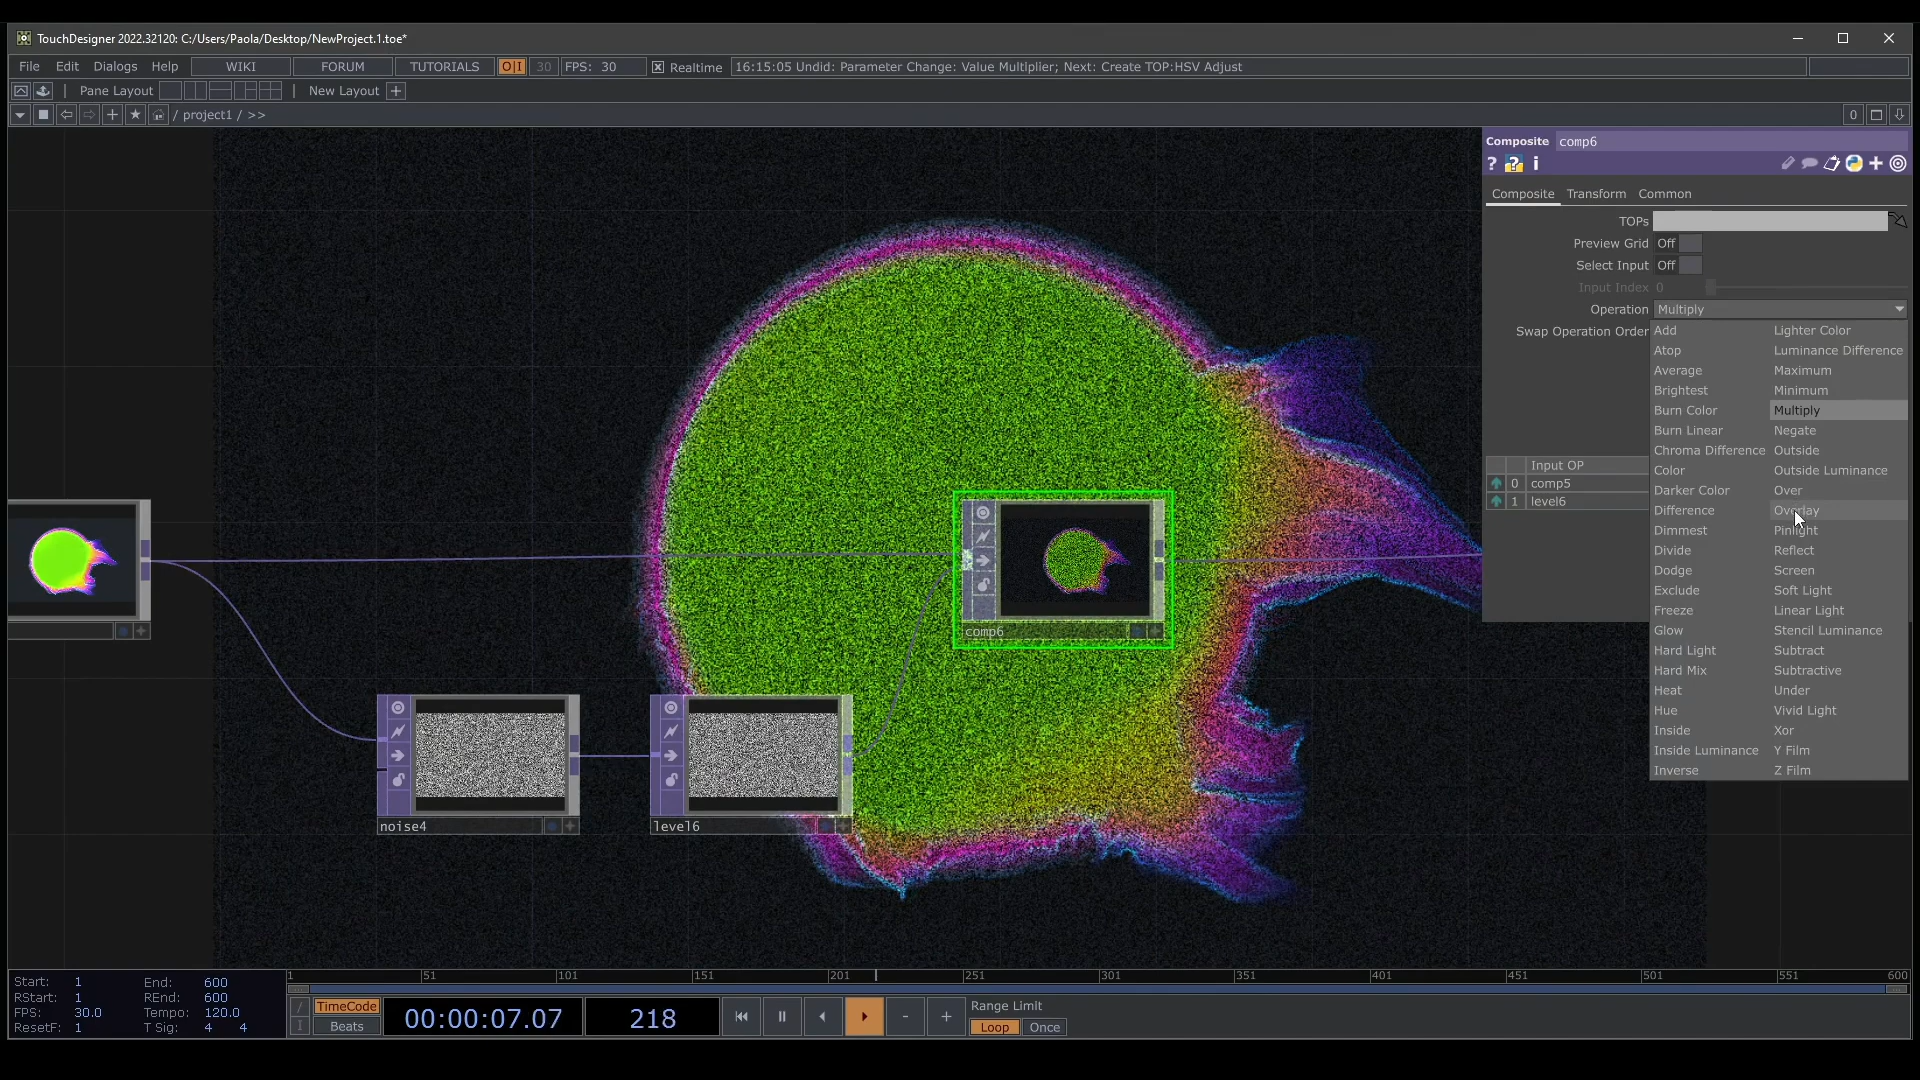 TouchDesigner 2022.32120: C:/Users/Paola/Desktop/NewProject.1.toe*
File Edit Dialogs Help WIKI FORUM TUTORIALS O|I 30 FPS: 30 Realtime 16:15:05 Undid: Parameter Change: Value Multiplier; Next: Create TOP:HSV Adjust
Pane Layout New Layout +
/ project1 / >> 0
Composite comp6
? ? i
Composite Transform Common
TOPs
Preview Grid Off
Select Input Off
Input Index 0
Operation Multiply
Swap Operation Order
Add Lighter Color
Atop Luminance Difference
Average Maximum
Brightest Minimum
Burn Color Multiply
Burn Linear Negate
Chroma Difference Outside
Color Outside Luminance
Darker Color Over
Difference Overlay
Dimmest Pinlight
Divide Reflect
Dodge Screen
Exclude Soft Light
Freeze Linear Light
Glow Stencil Luminance
Hard Light Subtract
Hard Mix Subtractive
Heat Under
Hue Vivid Light
Inside Xor
Inside Luminance Y Film
Inverse Z Film
Input OP
0 comp5
1 level6
comp6
noise4
level6
Start: 1 End: 600
RStart: 1 REnd: 600
FPS: 30.0 Tempo: 120.0
ResetF: 1 T Sig: 4 4
1 51 101 151 201 251 301 351 401 451 501 551 600
TimeCode
Beats
00:00:07.07
218
- +
Range Limit
Loop Once